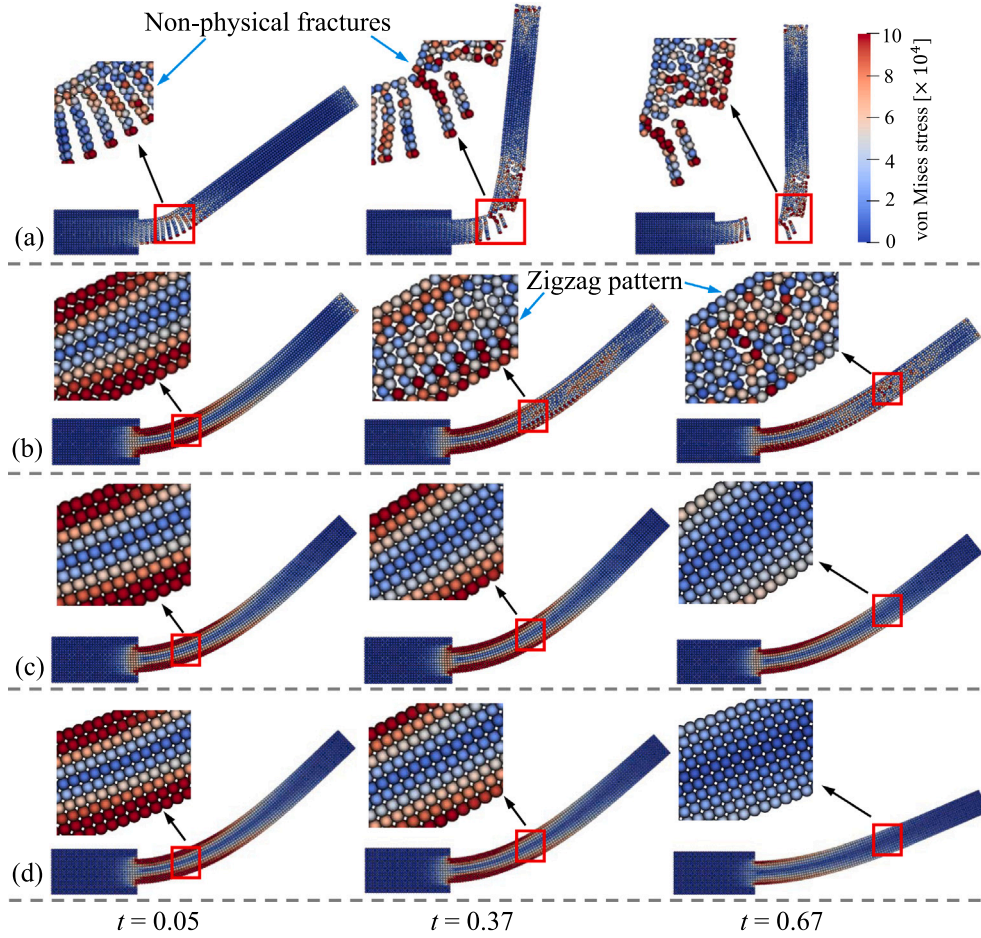 Non-physical fractures
10
8
6
4
2
0
von Mises stress [× 10⁴]
(a)
Zigzag pattern
(b)
(c)
(d)
t = 0.05
t = 0.37
t = 0.67